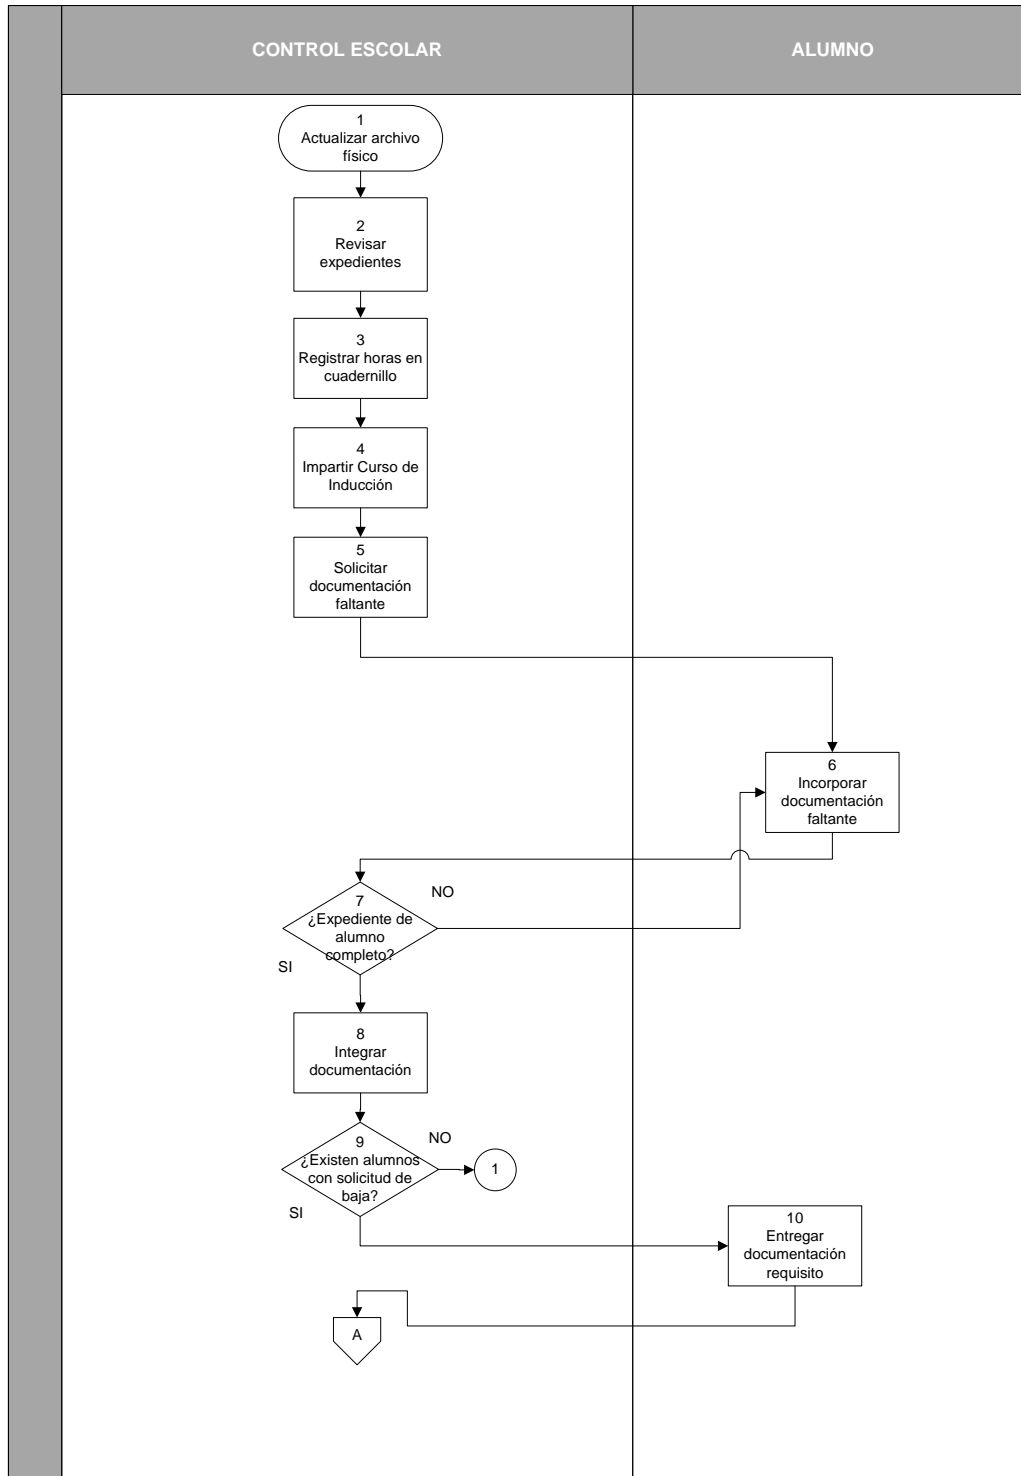 CONTROL ESCOLAR
ALUMNO
1
Actualizar archivo
físico
2
Revisar
expedientes
3
Registrar horas en
cuadernillo
4
Impartir Curso de
Inducción
5
Solicitar
documentación
faltante
6
Incorporar
documentación
faltante
NO
7
¿Expediente de
alumno
completo?
SI
8
Integrar
documentación
NO
9
¿Existen alumnos
con solicitud de
baja?
1
SI
10
Entregar
documentación
requisito
A